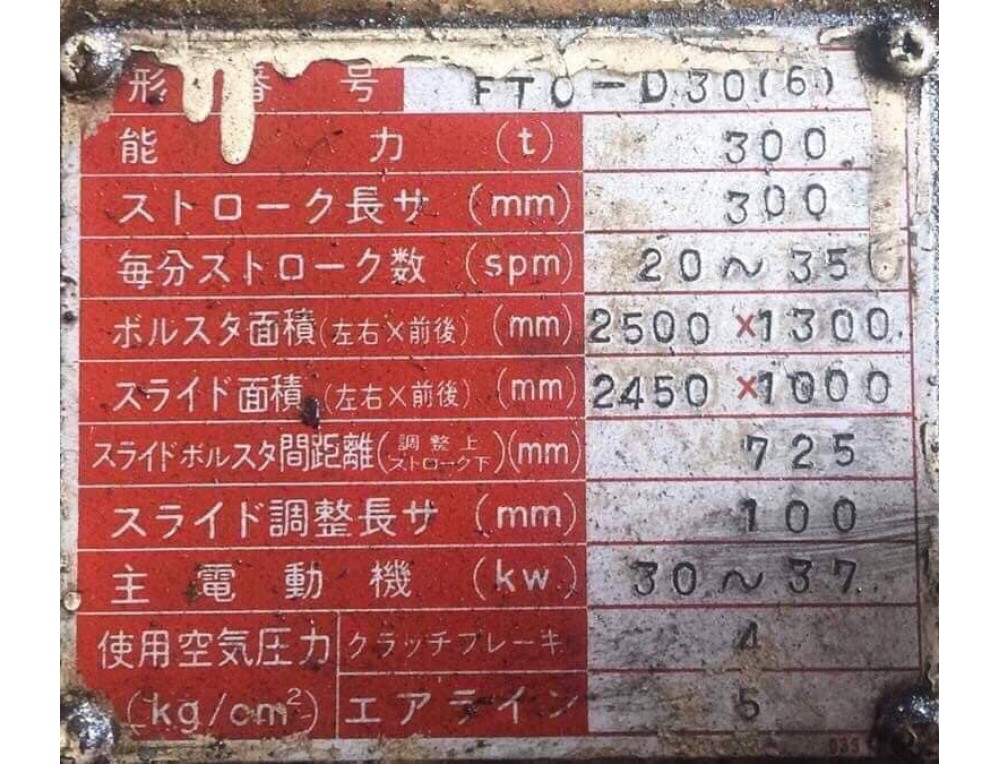 形番号 FTO-D30(6)
能力 (t) 300
ストローク長サ (mm) 300
毎分ストローク数 (spm) 20～35
ボルスタ面積(左右×前後) (mm) 2500×1300
スライド面積(左右×前後) (mm) 2450×1000
スライドボルスタ間距離(調整上ストローク下)(mm) 725
スライド調整長サ (mm) 100
主電動機 (kw) 30～37
使用空気圧力 クラッチブレーキ 4
(kg/cm²) エアライン 5
035